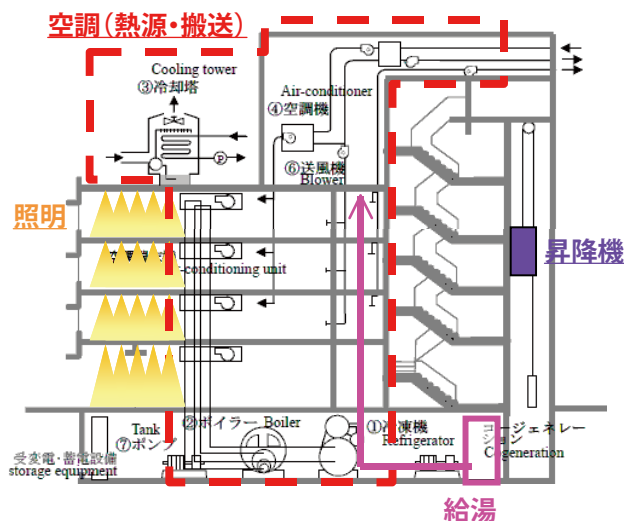 空調(熱源・搬送)
Cooling tower
③冷却塔
Air-conditioner
④空調機
⑥送風機
Blower
P
照明
昇降機
-conditioning unit
②ボイラー Boiler
Tank
⑦ポンプ
①冷凍機
Refrigerator
コージェネレー
ション
Cogeneration
受変電・蓄電設備
storage equipment
給湯